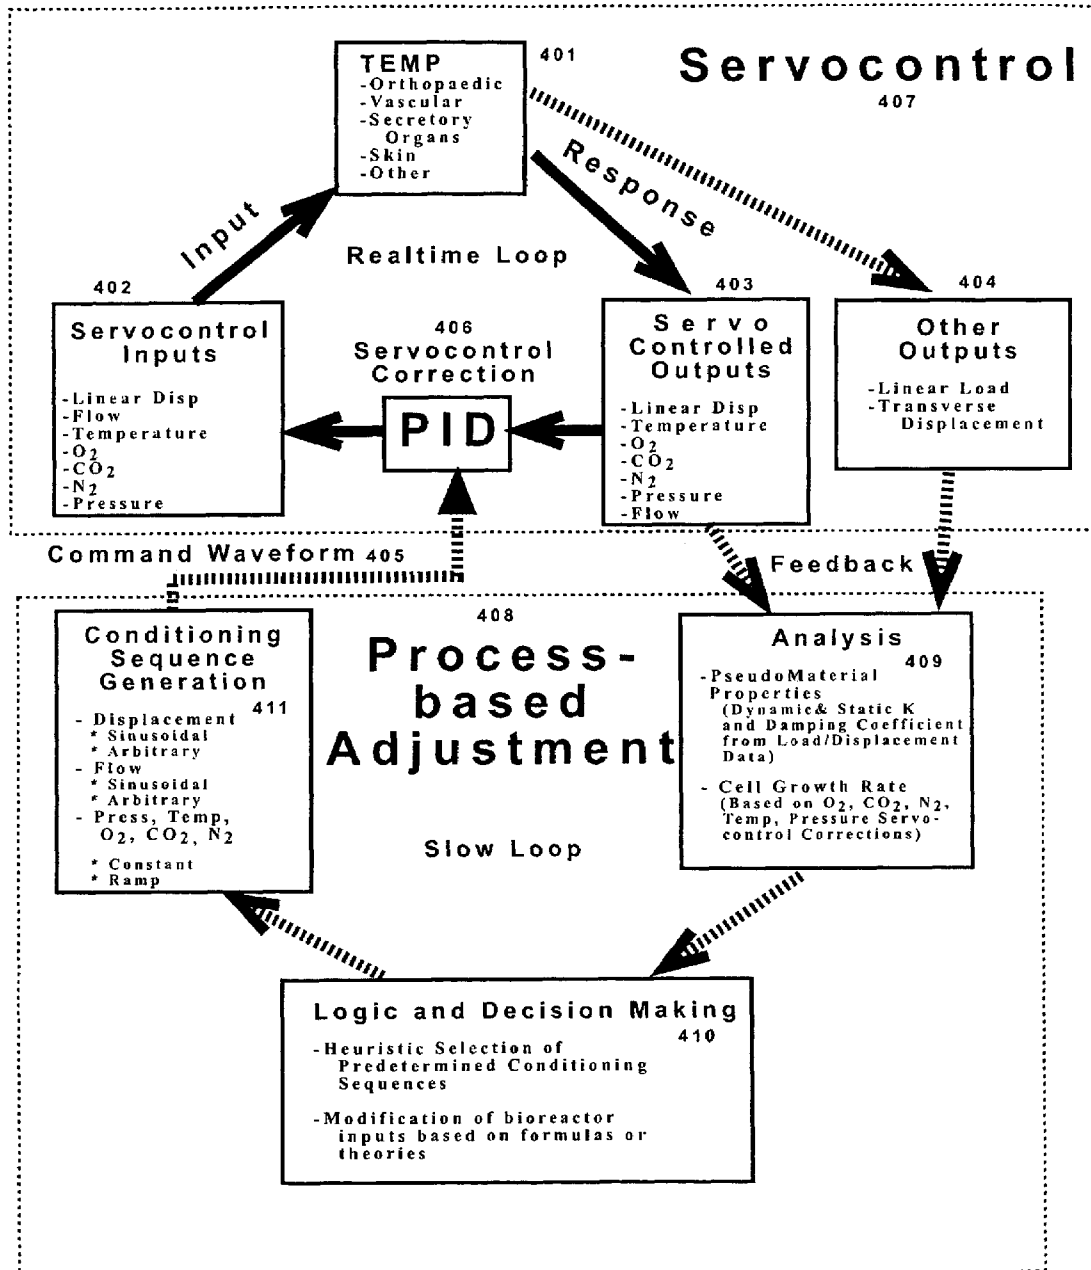 Servocontrol
407
401
TEMP
-Orthopaedic
-Vascular
-Secretory
Organs
-Skin
-Other
Input
Response
Realtime Loop
402
Servocontrol
Inputs
-Linear Disp
-Flow
-Temperature
-O2
-CO2
-N2
-Pressure
406
Servocontrol
Correction
PID
403
Servo
Controlled
Outputs
-Linear Disp
-Temperature
-O2
-CO2
-N2
-Pressure
-Flow
404
Other
Outputs
-Linear Load
-Transverse
Displacement
Command Waveform 405
Feedback
408
Process-
based
Adjustment
Slow Loop
Conditioning
Sequence
Generation
411
- Displacement
* Sinusoidal
* Arbitrary
- Flow
* Sinusoidal
* Arbitrary
- Press, Temp,
O2, CO2, N2
* Constant
* Ramp
Analysis
409
-PseudoMaterial
Properties
(Dynamic& Static K
and Damping Coefficient
from Load/Displacement
Data)
- Cell Growth Rate
(Based on O2, CO2, N2,
Temp, Pressure Servo-
control Corrections)
Logic and Decision Making
410
-Heuristic Selection of
Predetermined Conditioning
Sequences
-Modification of bioreactor
inputs based on formulas or
theories